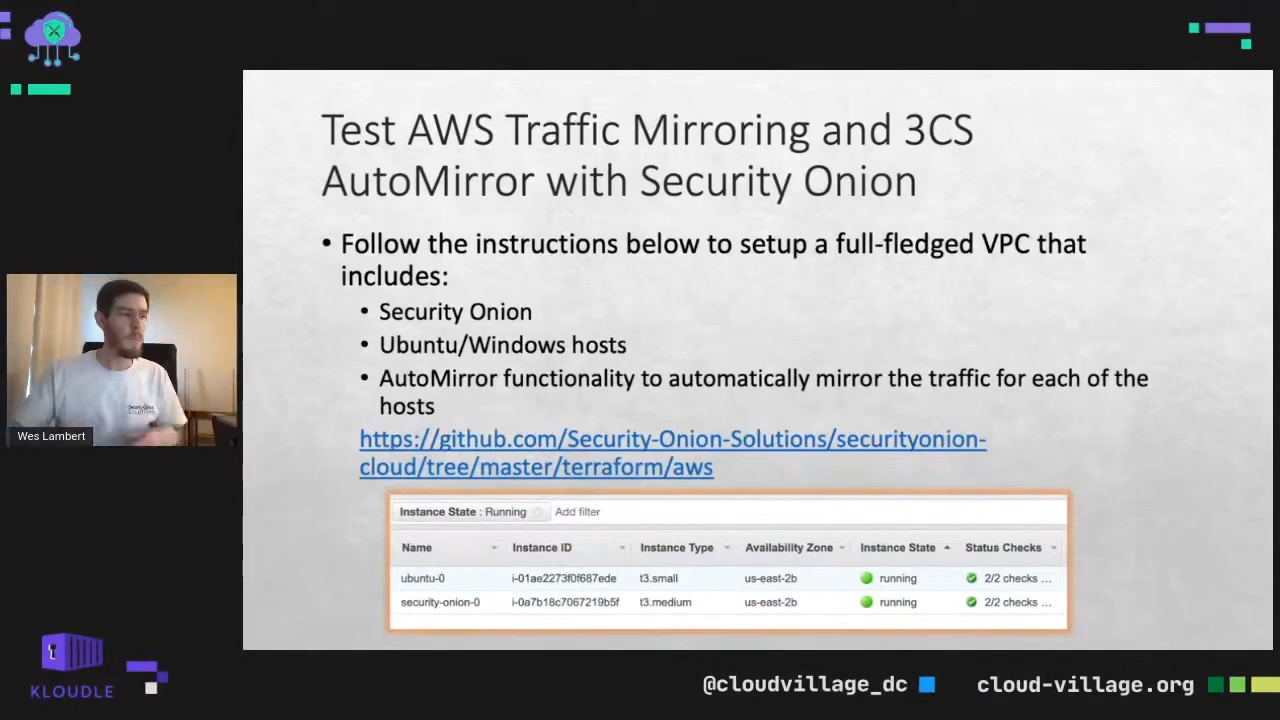 Test AWS Traffic Mirroring and 3CS
AutoMirror with Security Onion
• Follow the instructions below to setup a full-fledged VPC that
includes:
• Security Onion
• Ubuntu/Windows hosts
• AutoMirror functionality to automatically mirror the traffic for each of the
hosts
https://github.com/Security-Onion-Solutions/securityonion-
cloud/tree/master/terraform/aws
Instance State : Running Add filter
Name Instance ID Instance Type Availability Zone Instance State Status Checks
ubuntu-0 i-01ae2273f0f687ede t3.small us-east-2b running 2/2 checks ...
security-onion-0 i-0a7b18c7067219b5f t3.medium us-east-2b running 2/2 checks ...
Wes Lambert
KLOUDLE
@cloudvillage_dc
cloud-village.org